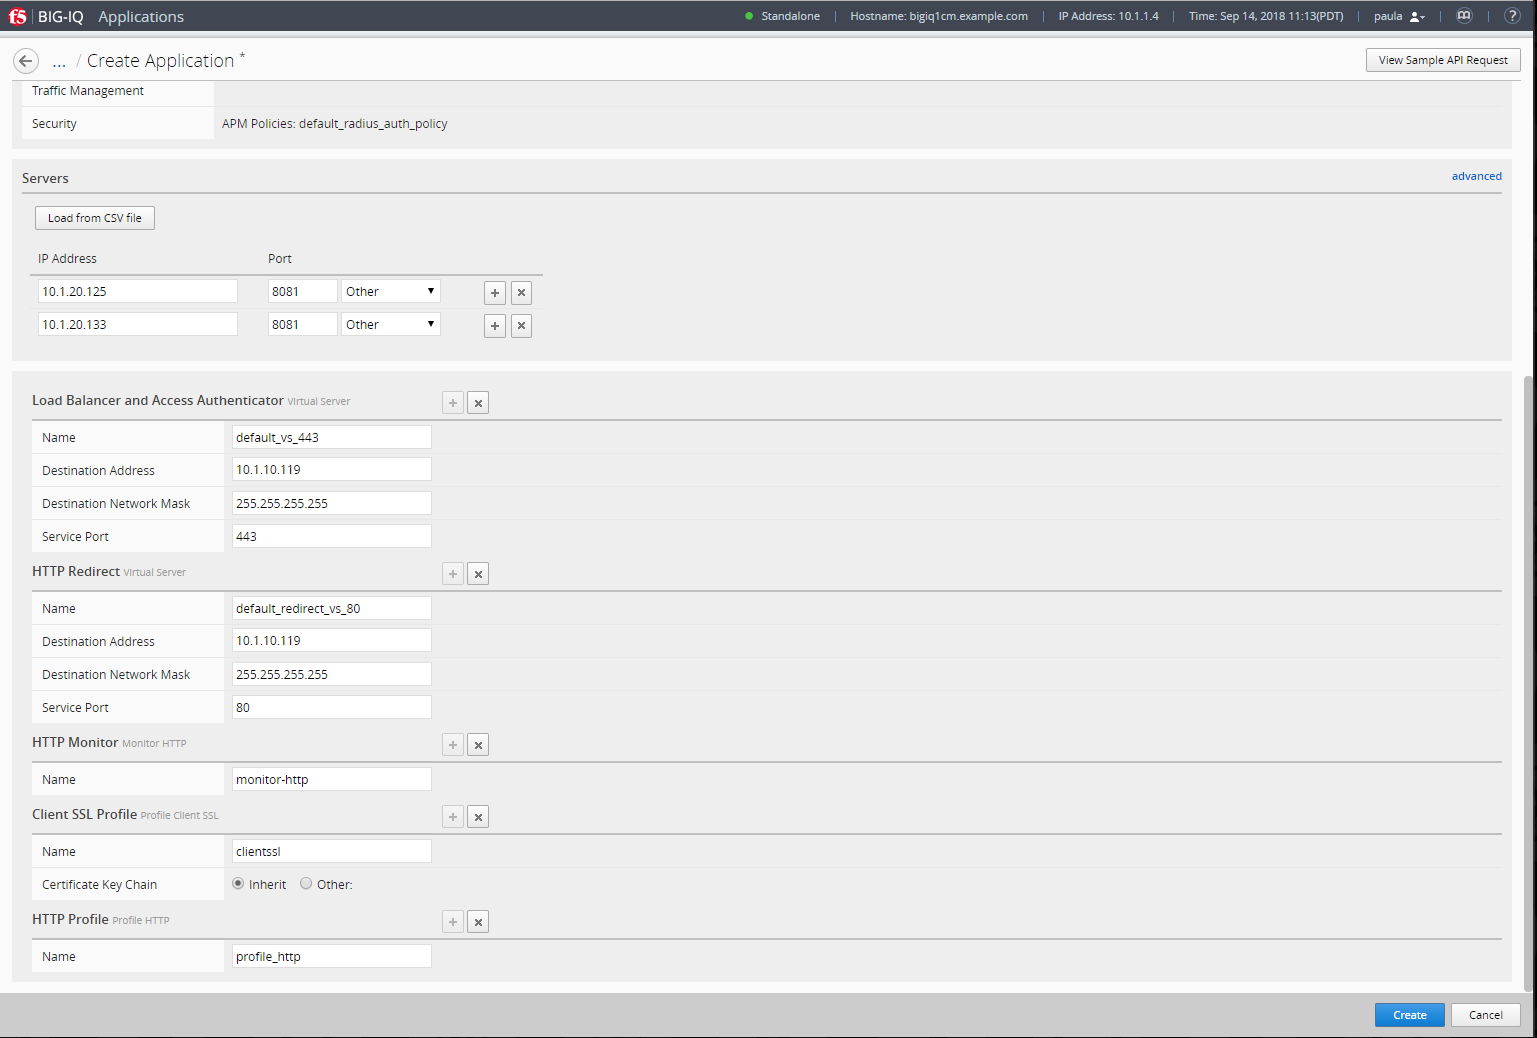 f5 BIG-IQ Applications Standalone Hostname: bigiq1cm.example.com IP Address: 10.1.1.4 Time: Sep 14, 2018 11:13(PDT) paula ?
... / Create Application * View Sample API Request
Traffic Management
Security APM Policies: default_radius_auth_policy
Servers advanced
Load from CSV file
IP Address Port
10.1.20.125 8081 Other
10.1.20.133 8081 Other
Load Balancer and Access Authenticator Virtual Server
Name default_vs_443
Destination Address 10.1.10.119
Destination Network Mask 255.255.255.255
Service Port 443
HTTP Redirect Virtual Server
Name default_redirect_vs_80
Destination Address 10.1.10.119
Destination Network Mask 255.255.255.255
Service Port 80
HTTP Monitor Monitor HTTP
Name monitor-http
Client SSL Profile Profile Client SSL
Name clientssl
Certificate Key Chain Inherit Other:
HTTP Profile Profile HTTP
Name profile_http
Create Cancel